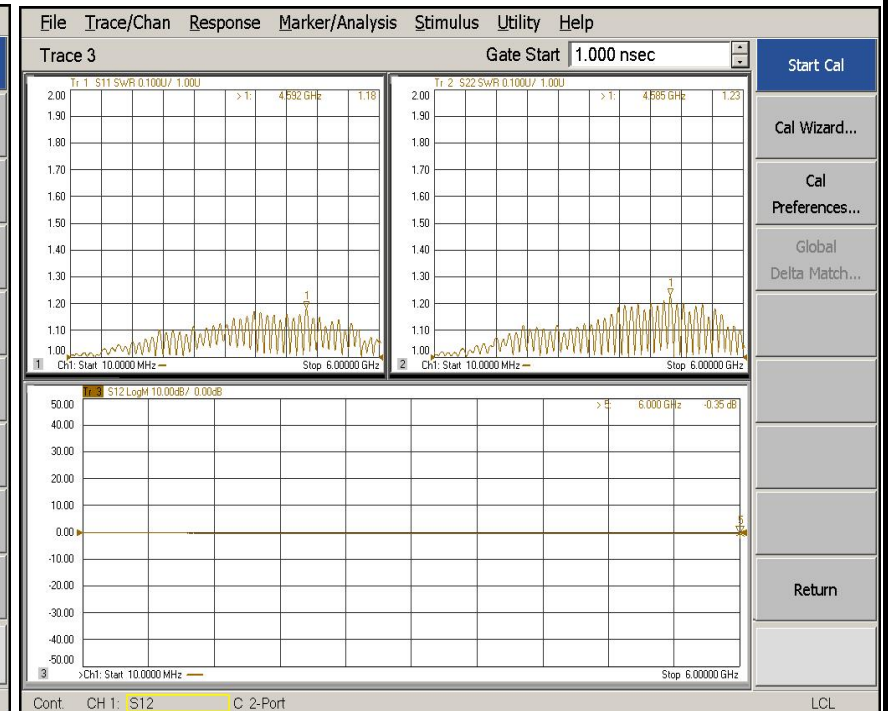 File Trace/Chan Response Marker/Analysis Stimulus Utility Help
Trace 3
Gate Start 1.000 nsec
Start Cal
Cal Wizard...
Cal
Preferences...
Global
Delta Match...
Return
Tr 1 S11 SWR 0.100U/ 1.00U
> 1: 4.592 GHz 1.18
2.00
1.90
1.80
1.70
1.60
1.50
1.40
1.30
1.20
1.10
1.00
1
1 Ch1: Start 10.0000 MHz Stop 6.00000 GHz
Tr 2 S22 SWR 0.100U/ 1.00U
> 1: 4.585 GHz 1.23
2.00
1.90
1.80
1.70
1.60
1.50
1.40
1.30
1.20
1.10
1.00
1
2 Ch1: Start 10.0000 MHz Stop 6.00000 GHz
Tr 3 S12 LogM 10.00dB/ 0.00dB
> 5: 6.000 GHz -0.35 dB
50.00
40.00
30.00
20.00
10.00
0.00
-10.00
-20.00
-30.00
-40.00
-50.00
5
3 >Ch1: Start 10.0000 MHz Stop 6.00000 GHz
Cont. CH 1: S12 C 2-Port LCL